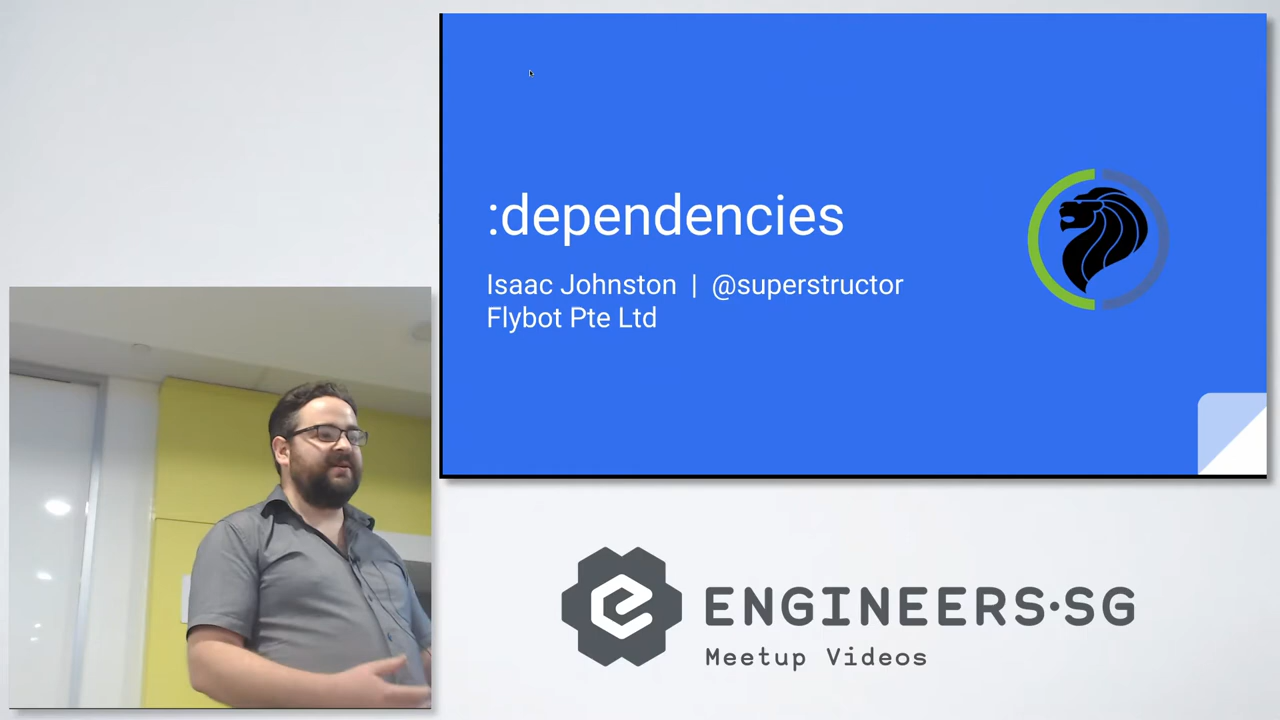 :dependencies
Isaac Johnston | @superstructor
Flybot Pte Ltd
ENGINEERS·SG
Meetup Videos